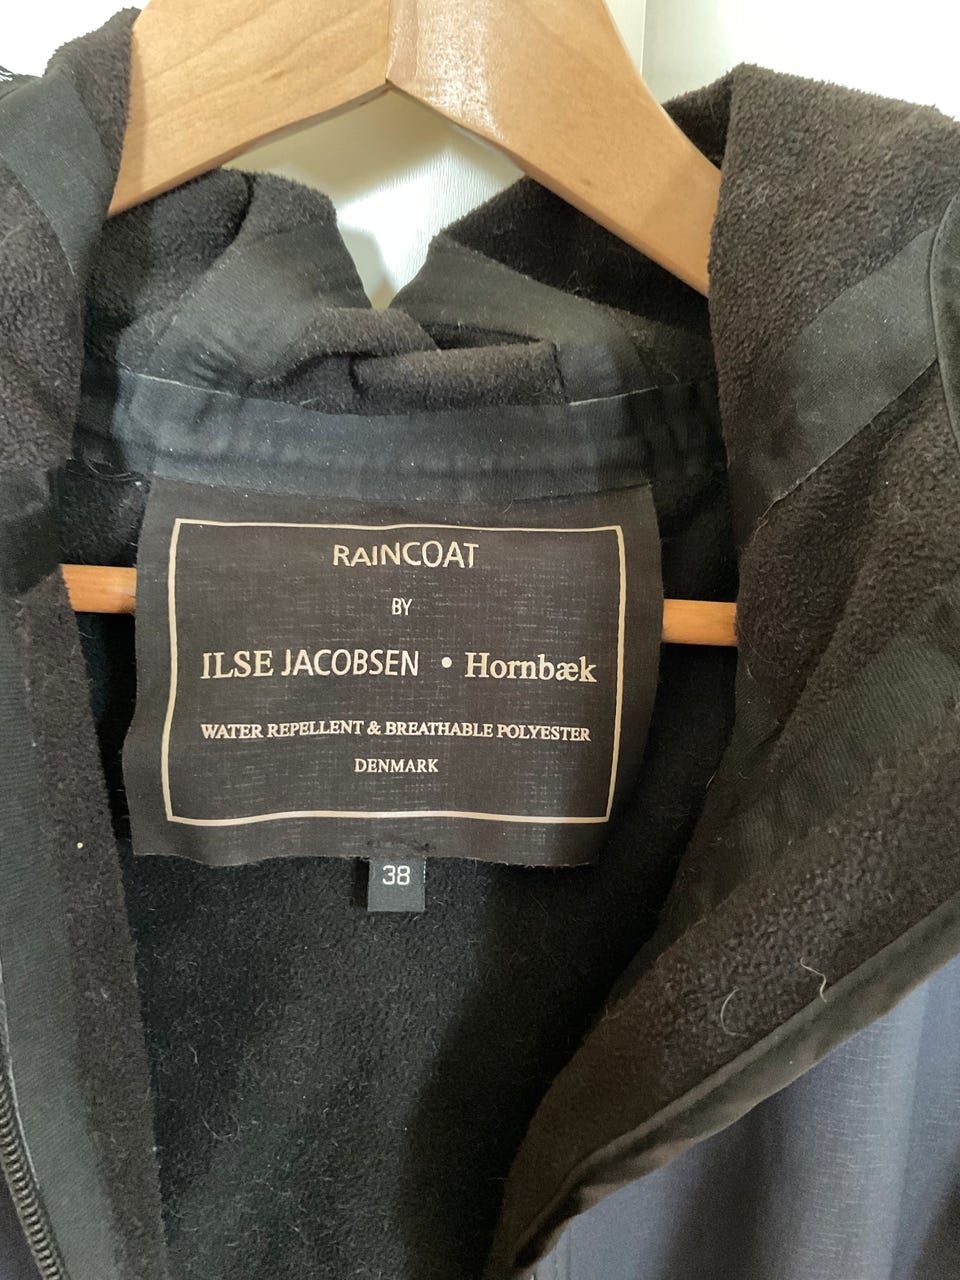 RAINCOAT
BY
ILSE JACOBSEN • Hornbæk
WATER REPELLENT & BREATHABLE POLYESTER
DENMARK
38